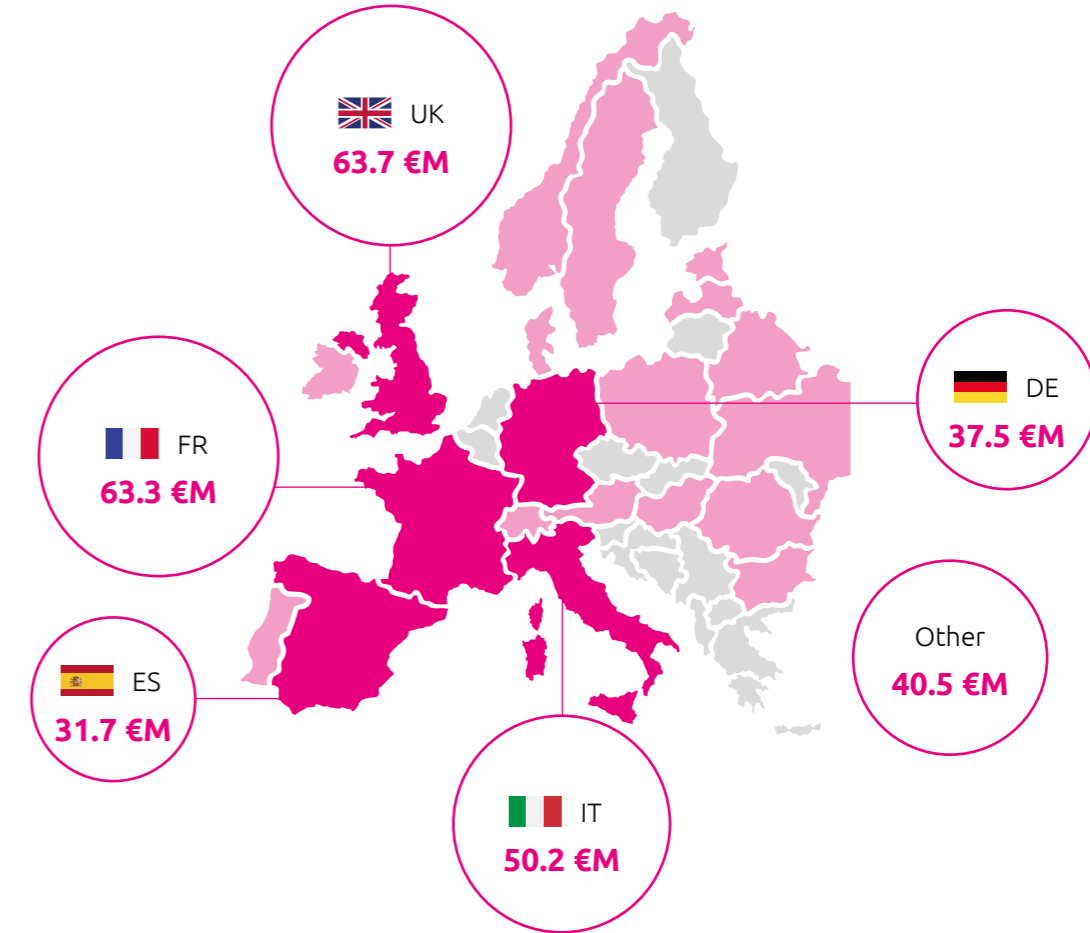 UK
63.7 €M
FR
63.3 €M
DE
37.5 €M
ES
31.7 €M
Other
40.5 €M
IT
50.2 €M